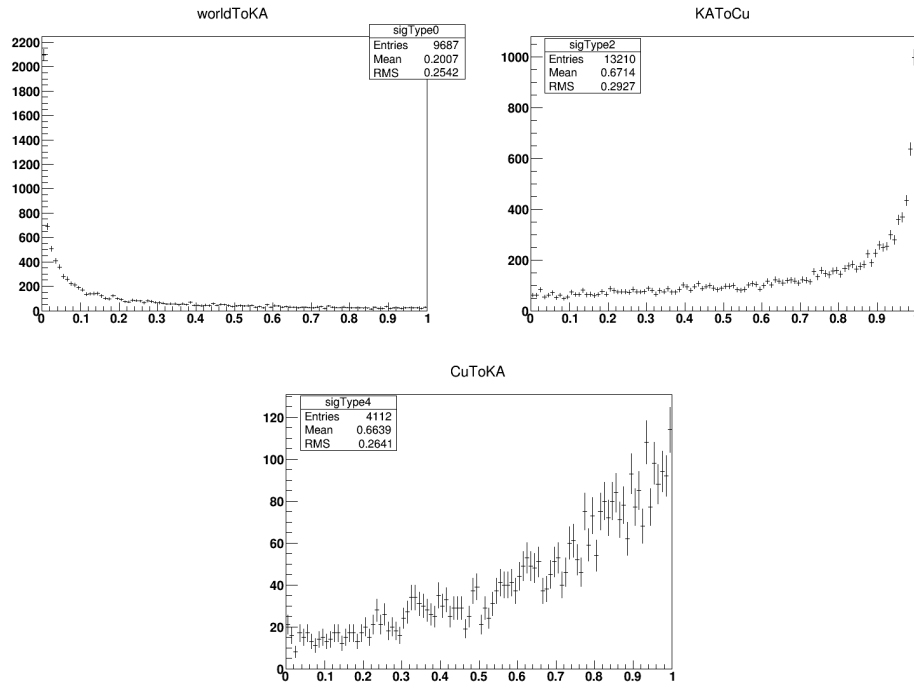 worldToKA
sigType0
Entries 9687
Mean 0.2007
RMS 0.2542
2200
2000
1800
1600
1400
1200
1000
800
600
400
200
0
0 0.1 0.2 0.3 0.4 0.5 0.6 0.7 0.8 0.9 1
KAToCu
sigType2
Entries 13210
Mean 0.6714
RMS 0.2927
1000
800
600
400
200
0
0 0.1 0.2 0.3 0.4 0.5 0.6 0.7 0.8 0.9
CuToKA
sigType4
Entries 4112
Mean 0.6639
RMS 0.2641
120
100
80
60
40
20
0
0 0.1 0.2 0.3 0.4 0.5 0.6 0.7 0.8 0.9 1